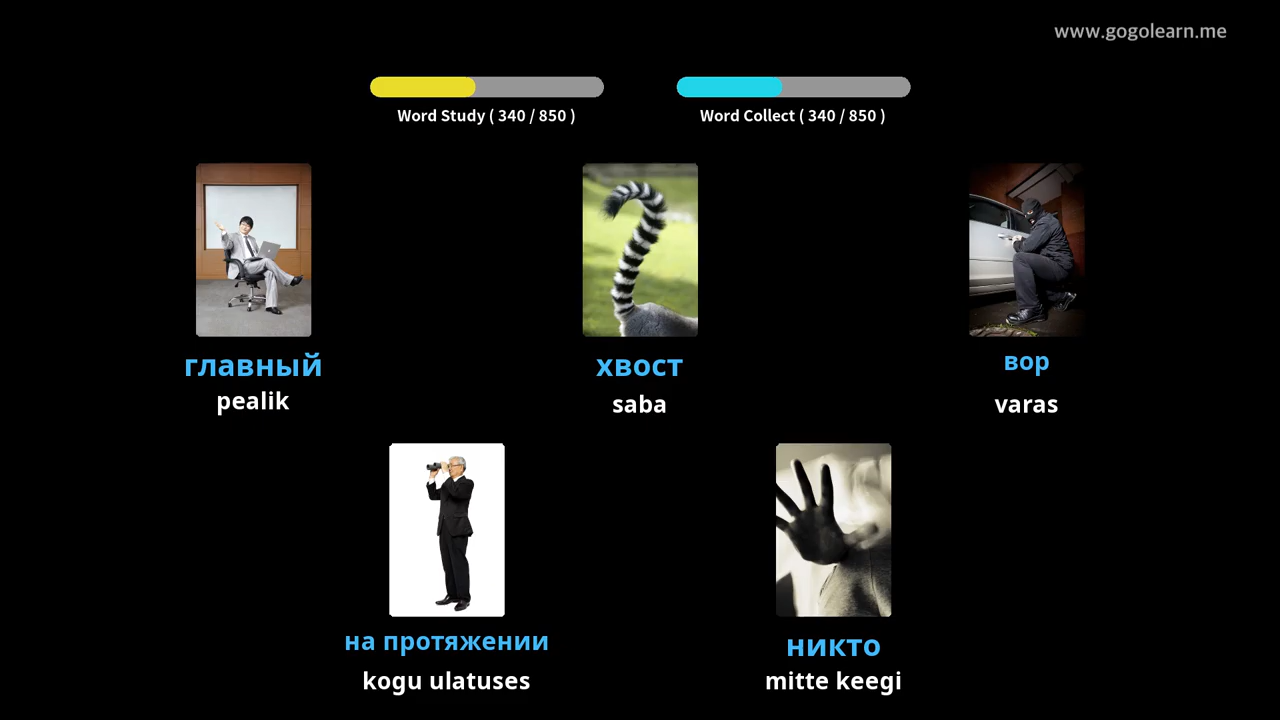 www.gogolearn.me
Word Study ( 340 / 850 )
Word Collect ( 340 / 850 )
главный
pealik
хвост
saba
вор
varas
на протяжении
kogu ulatuses
никто
mitte keegi